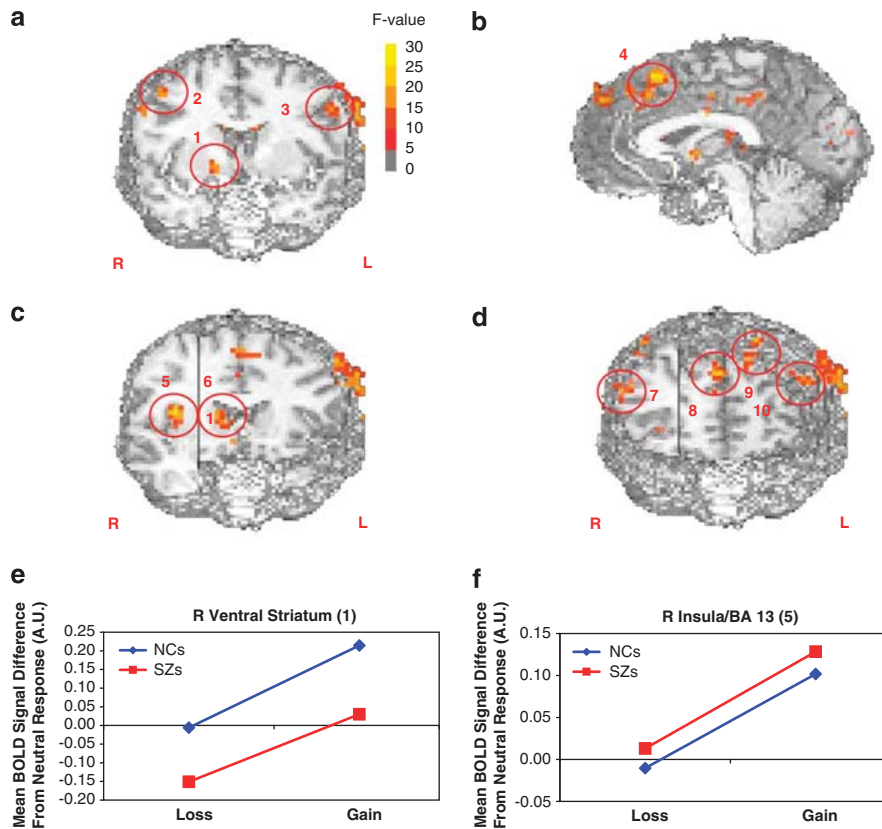 a
F-value
30
25
20
15
10
5
0
2
3
1
R
L
b
4
c
5
6
1
R
L
d
7
8
9
10
R
L
e
R Ventral Striatum (1)
Mean BOLD Signal Difference
From Neutral Response (A.U.)
0.25
0.20
0.15
0.10
0.05
0.00
-0.05
-0.10
-0.15
-0.20
NCs
SZs
Loss
Gain
f
R Insula/BA 13 (5)
Mean BOLD Signal Difference
From Neutral Response (A.U.)
0.15
0.10
0.05
0.00
-0.05
NCs
SZs
Loss
Gain